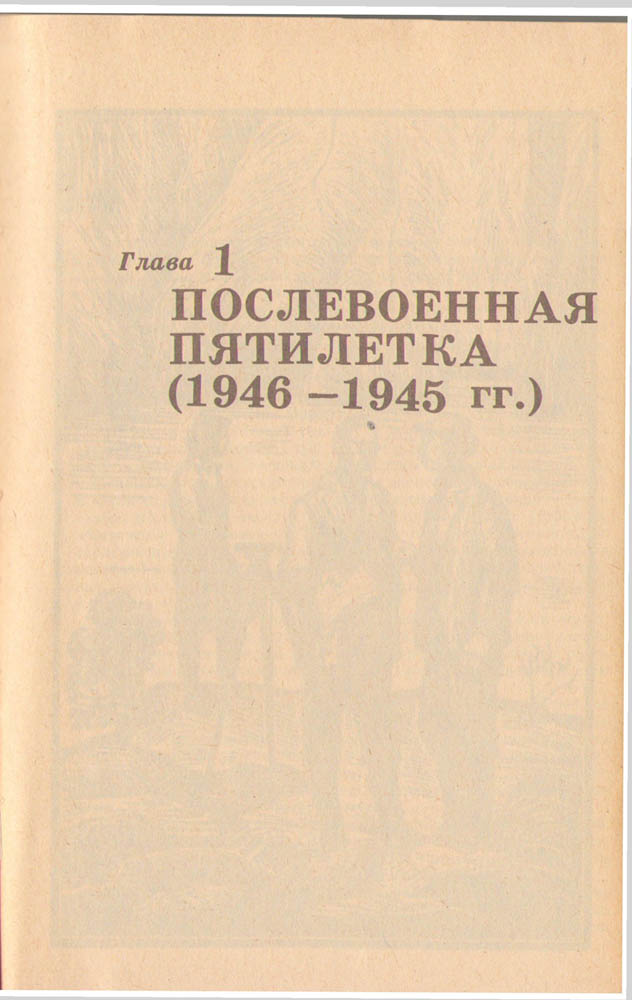 Глава 1
ПОСЛЕВОЕННАЯ
ПЯТИЛЕТКА
(1946 —1945 гг.)